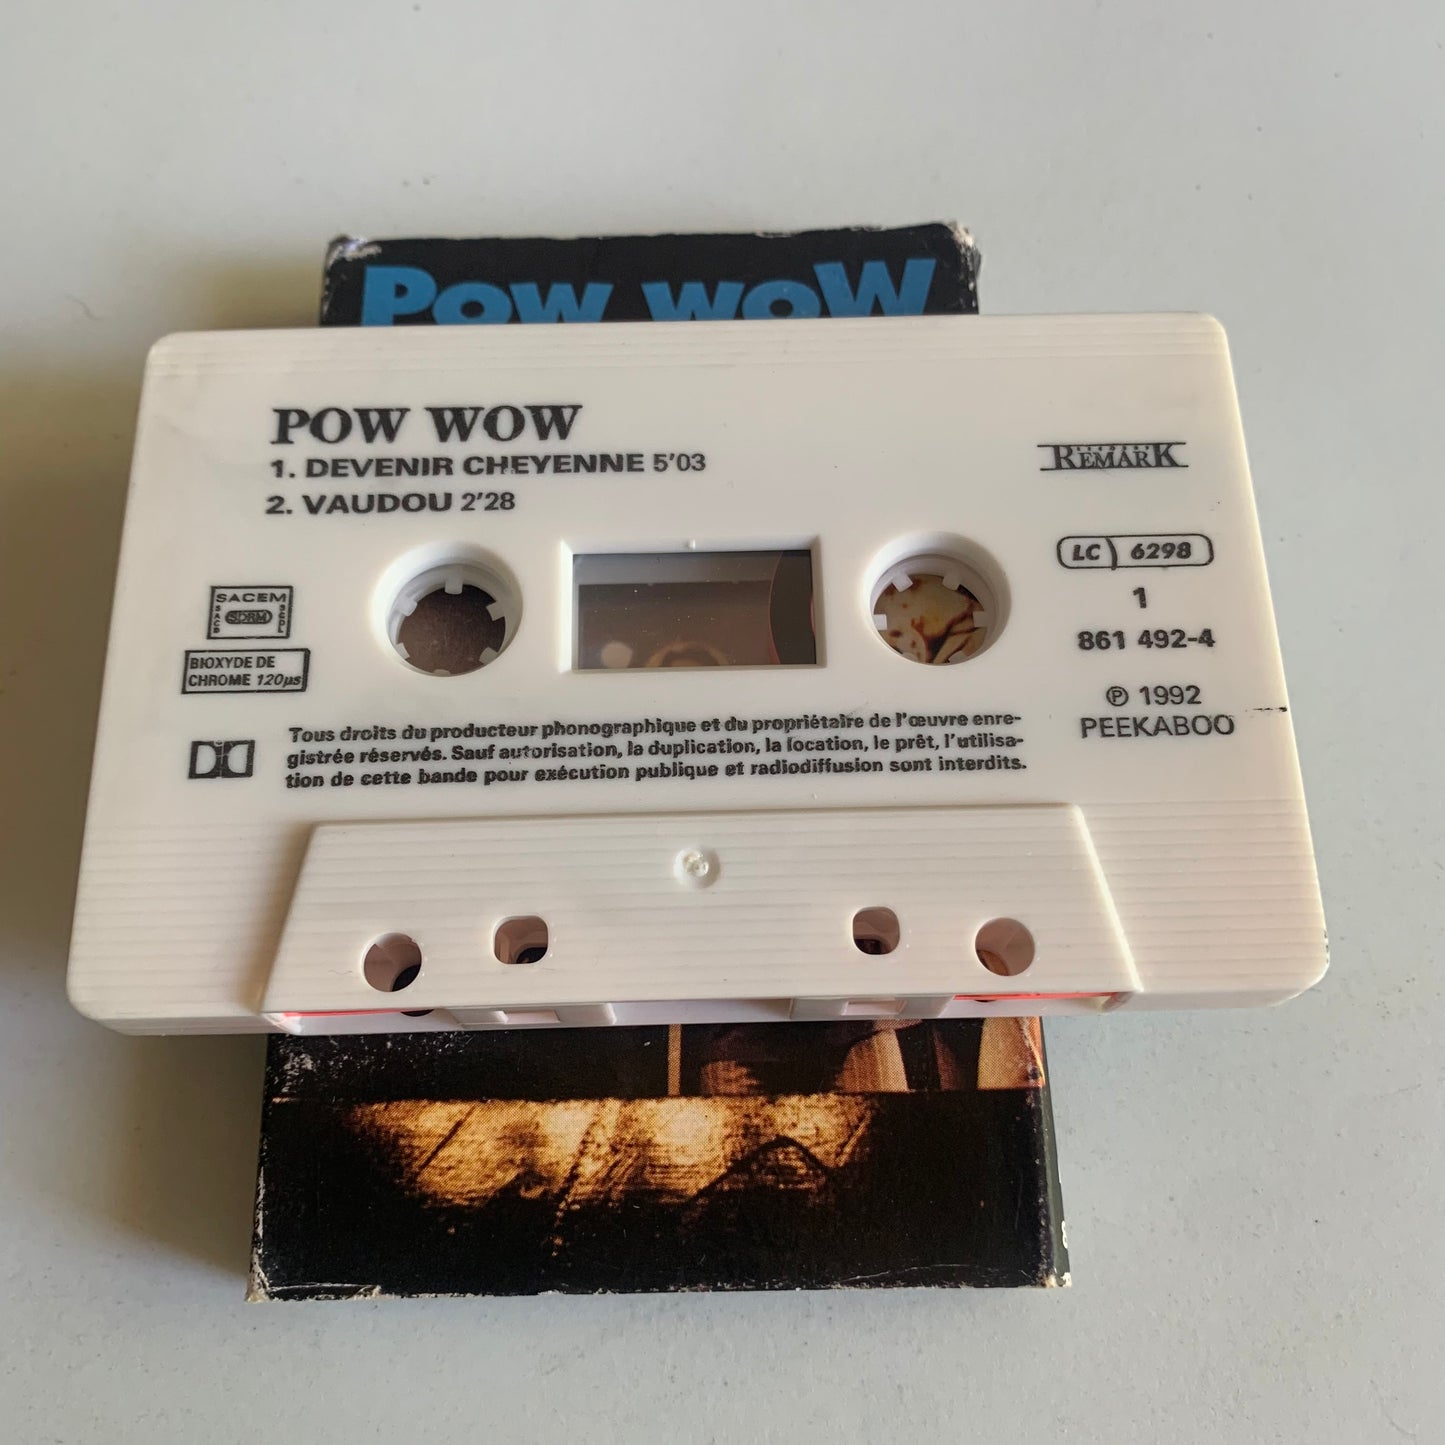 POW WOW
POW WOW
1. DEVENIR CHEYENNE 5'03
2. VAUDOU 2'28
REMARK
LC 6298
1
861 492-4
℗ 1992
PEEKABOO
SACEM
SACD SDRM SGDL
BIOXYDE DE
CHROME 120µs
Tous droits du producteur phonographique et du propriétaire de l'œuvre enre-
gistrée réservés. Sauf autorisation, la duplication, la location, le prêt, l'utilisa-
tion de cette bande pour exécution publique et radiodiffusion sont interdits.